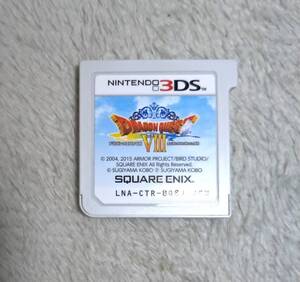 NINTENDO 3DS
DRAGON QUEST
VIII
© 2004, 2015 ARMOR PROJECT/BIRD STUDIO/
SQUARE ENIX All Rights Reserved.
© SUGIYAMA KOBO ℗ SUGIYAMA KOBO
SQUARE ENIX